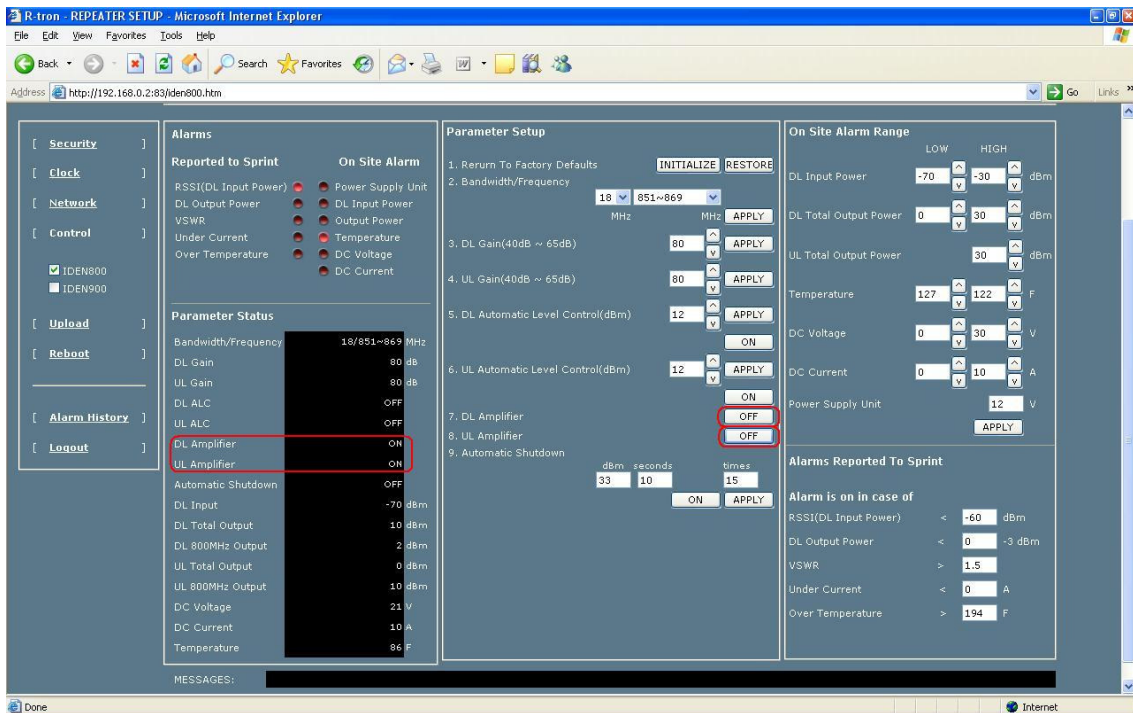 R-tron - REPEATER SETUP - Microsoft Internet Explorer
File Edit View Favorites Tools Help
Back Search Favorites
Address http://192.168.0.2:83/iden800.htm Go Links »
[ Security ]
[ Clock ]
[ Network ]
[ Control ]
IDEN800
IDEN900
[ Upload ]
[ Reboot ]
[ Alarm History ]
[ Logout ]
Alarms
Reported to Sprint On Site Alarm
RSSI(DL Input Power) Power Supply Unit
DL Output Power DL Input Power
VSWR Output Power
Under Current Temperature
Over Temperature DC Voltage
DC Current
Parameter Status
Bandwidth/Frequency 18/851~869 MHz
DL Gain 80 dB
UL Gain 80 dB
DL ALC OFF
UL ALC OFF
DL Amplifier ON
UL Amplifier ON
Automatic Shutdown OFF
DL Input -70 dBm
DL Total Output 10 dBm
DL 800MHz Output 2 dBm
UL Total Output 0 dBm
UL 800MHz Output 10 dBm
DC Voltage 21 V
DC Current 10 A
Temperature 86 F
Parameter Setup
1. Rerurn To Factory Defaults INITIALIZE RESTORE
2. Bandwidth/Frequency
18 851~869
MHz MHz APPLY
3. DL Gain(40dB ~ 65dB) 80 APPLY
4. UL Gain(40dB ~ 65dB) 80 APPLY
5. DL Automatic Level Control(dBm) 12 APPLY
ON
6. UL Automatic Level Control(dBm) 12 APPLY
ON
7. DL Amplifier OFF
8. UL Amplifier OFF
9. Automatic Shutdown
dBm seconds times
33 10 15
ON APPLY
On Site Alarm Range
LOW HIGH
DL Input Power -70 -30 dBm
DL Total Output Power 0 30 dBm
UL Total Output Power 30 dBm
Temperature 127 122 F
DC Voltage 0 30 V
DC Current 0 10 A
Power Supply Unit 12 V
APPLY
Alarms Reported To Sprint
Alarm is on in case of
RSSI(DL Input Power) < -60 dBm
DL Output Power < 0 -3 dBm
VSWR > 1.5
Under Current < 0 A
Over Temperature > 194 F
MESSAGES:
Done Internet